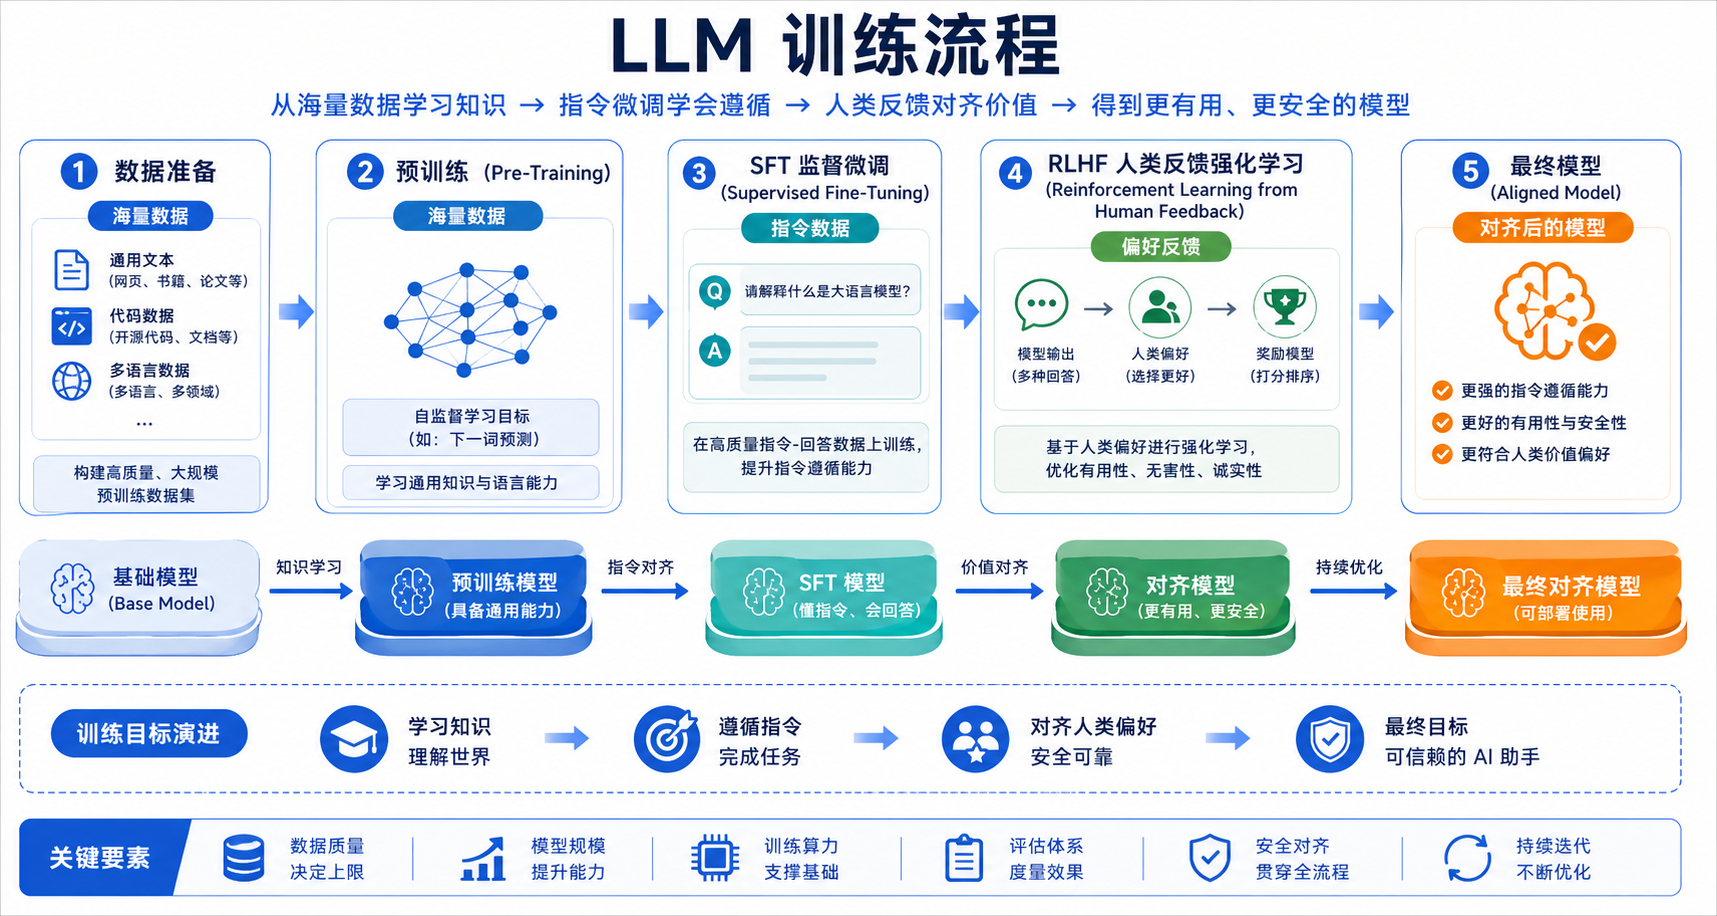 LLM 训练流程
从海量数据学习知识 → 指令微调学会遵循 → 人类反馈对齐价值 → 得到更有用、更安全的模型
1 数据准备
海量数据
通用文本
(网页、书籍、论文等)
</>
代码数据
(开源代码、文档等)
多语言数据
(多语言、多领域)
...
构建高质量、大规模
预训练数据集
2 预训练 (Pre-Training)
海量数据
自监督学习目标
(如：下一词预测)
学习通用知识与语言能力
3 SFT 监督微调
(Supervised Fine-Tuning)
指令数据
Q 请解释什么是大语言模型?
A
在高质量指令-回答数据上训练，
提升指令遵循能力
4 RLHF 人类反馈强化学习
(Reinforcement Learning from
Human Feedback)
偏好反馈
模型输出
(多种回答)
人类偏好
(选择更好)
奖励模型
(打分排序)
基于人类偏好进行强化学习，
优化有用性、无害性、诚实性
5 最终模型
(Aligned Model)
对齐后的模型
更强的指令遵循能力
更好的有用性与安全性
更符合人类价值偏好
基础模型
(Base Model)
知识学习
预训练模型
(具备通用能力)
指令对齐
SFT 模型
(懂指令、会回答)
价值对齐
对齐模型
(更有用、更安全)
持续优化
最终对齐模型
(可部署使用)
训练目标演进
学习知识
理解世界
遵循指令
完成任务
对齐人类偏好
安全可靠
最终目标
可信赖的 AI 助手
关键要素
数据质量
决定上限
模型规模
提升能力
训练算力
支撑基础
评估体系
度量效果
安全对齐
贯穿全流程
持续迭代
不断优化